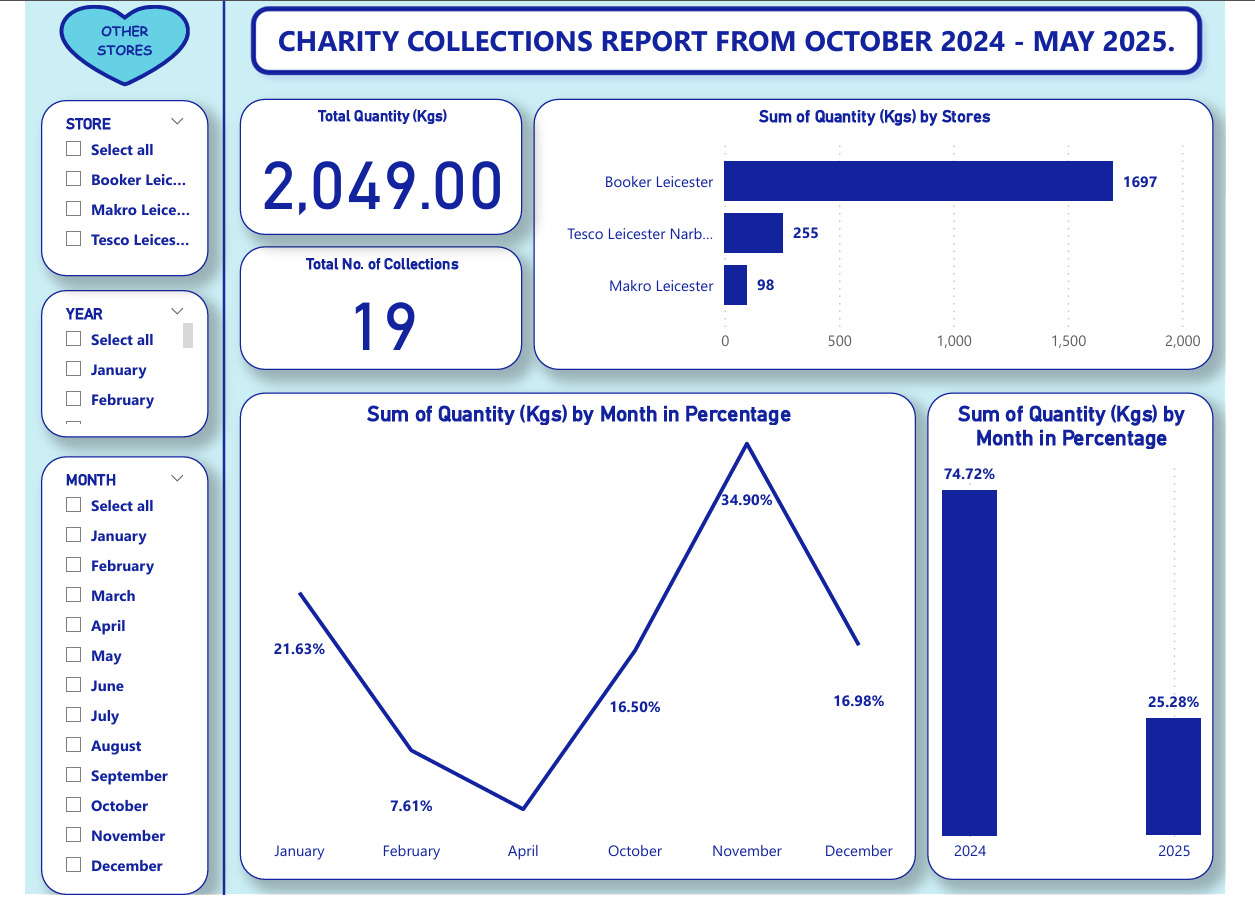 OTHER
STORES
CHARITY COLLECTIONS REPORT FROM OCTOBER 2024 - MAY 2025.
STORE
Select all
Booker Leic...
Makro Leice...
Tesco Leices...
YEAR
Select all
January
February
MONTH
Select all
January
February
March
April
May
June
July
August
September
October
November
December
Total Quantity (Kgs)
2,049.00
Total No. of Collections
19
Sum of Quantity (Kgs) by Stores
Booker Leicester 1697
Tesco Leicester Narb... 255
Makro Leicester 98
0 500 1,000 1,500 2,000
Sum of Quantity (Kgs) by Month in Percentage
34.90%
21.63%
16.50%
16.98%
7.61%
January February April October November December
Sum of Quantity (Kgs) by
Month in Percentage
74.72%
25.28%
2024 2025